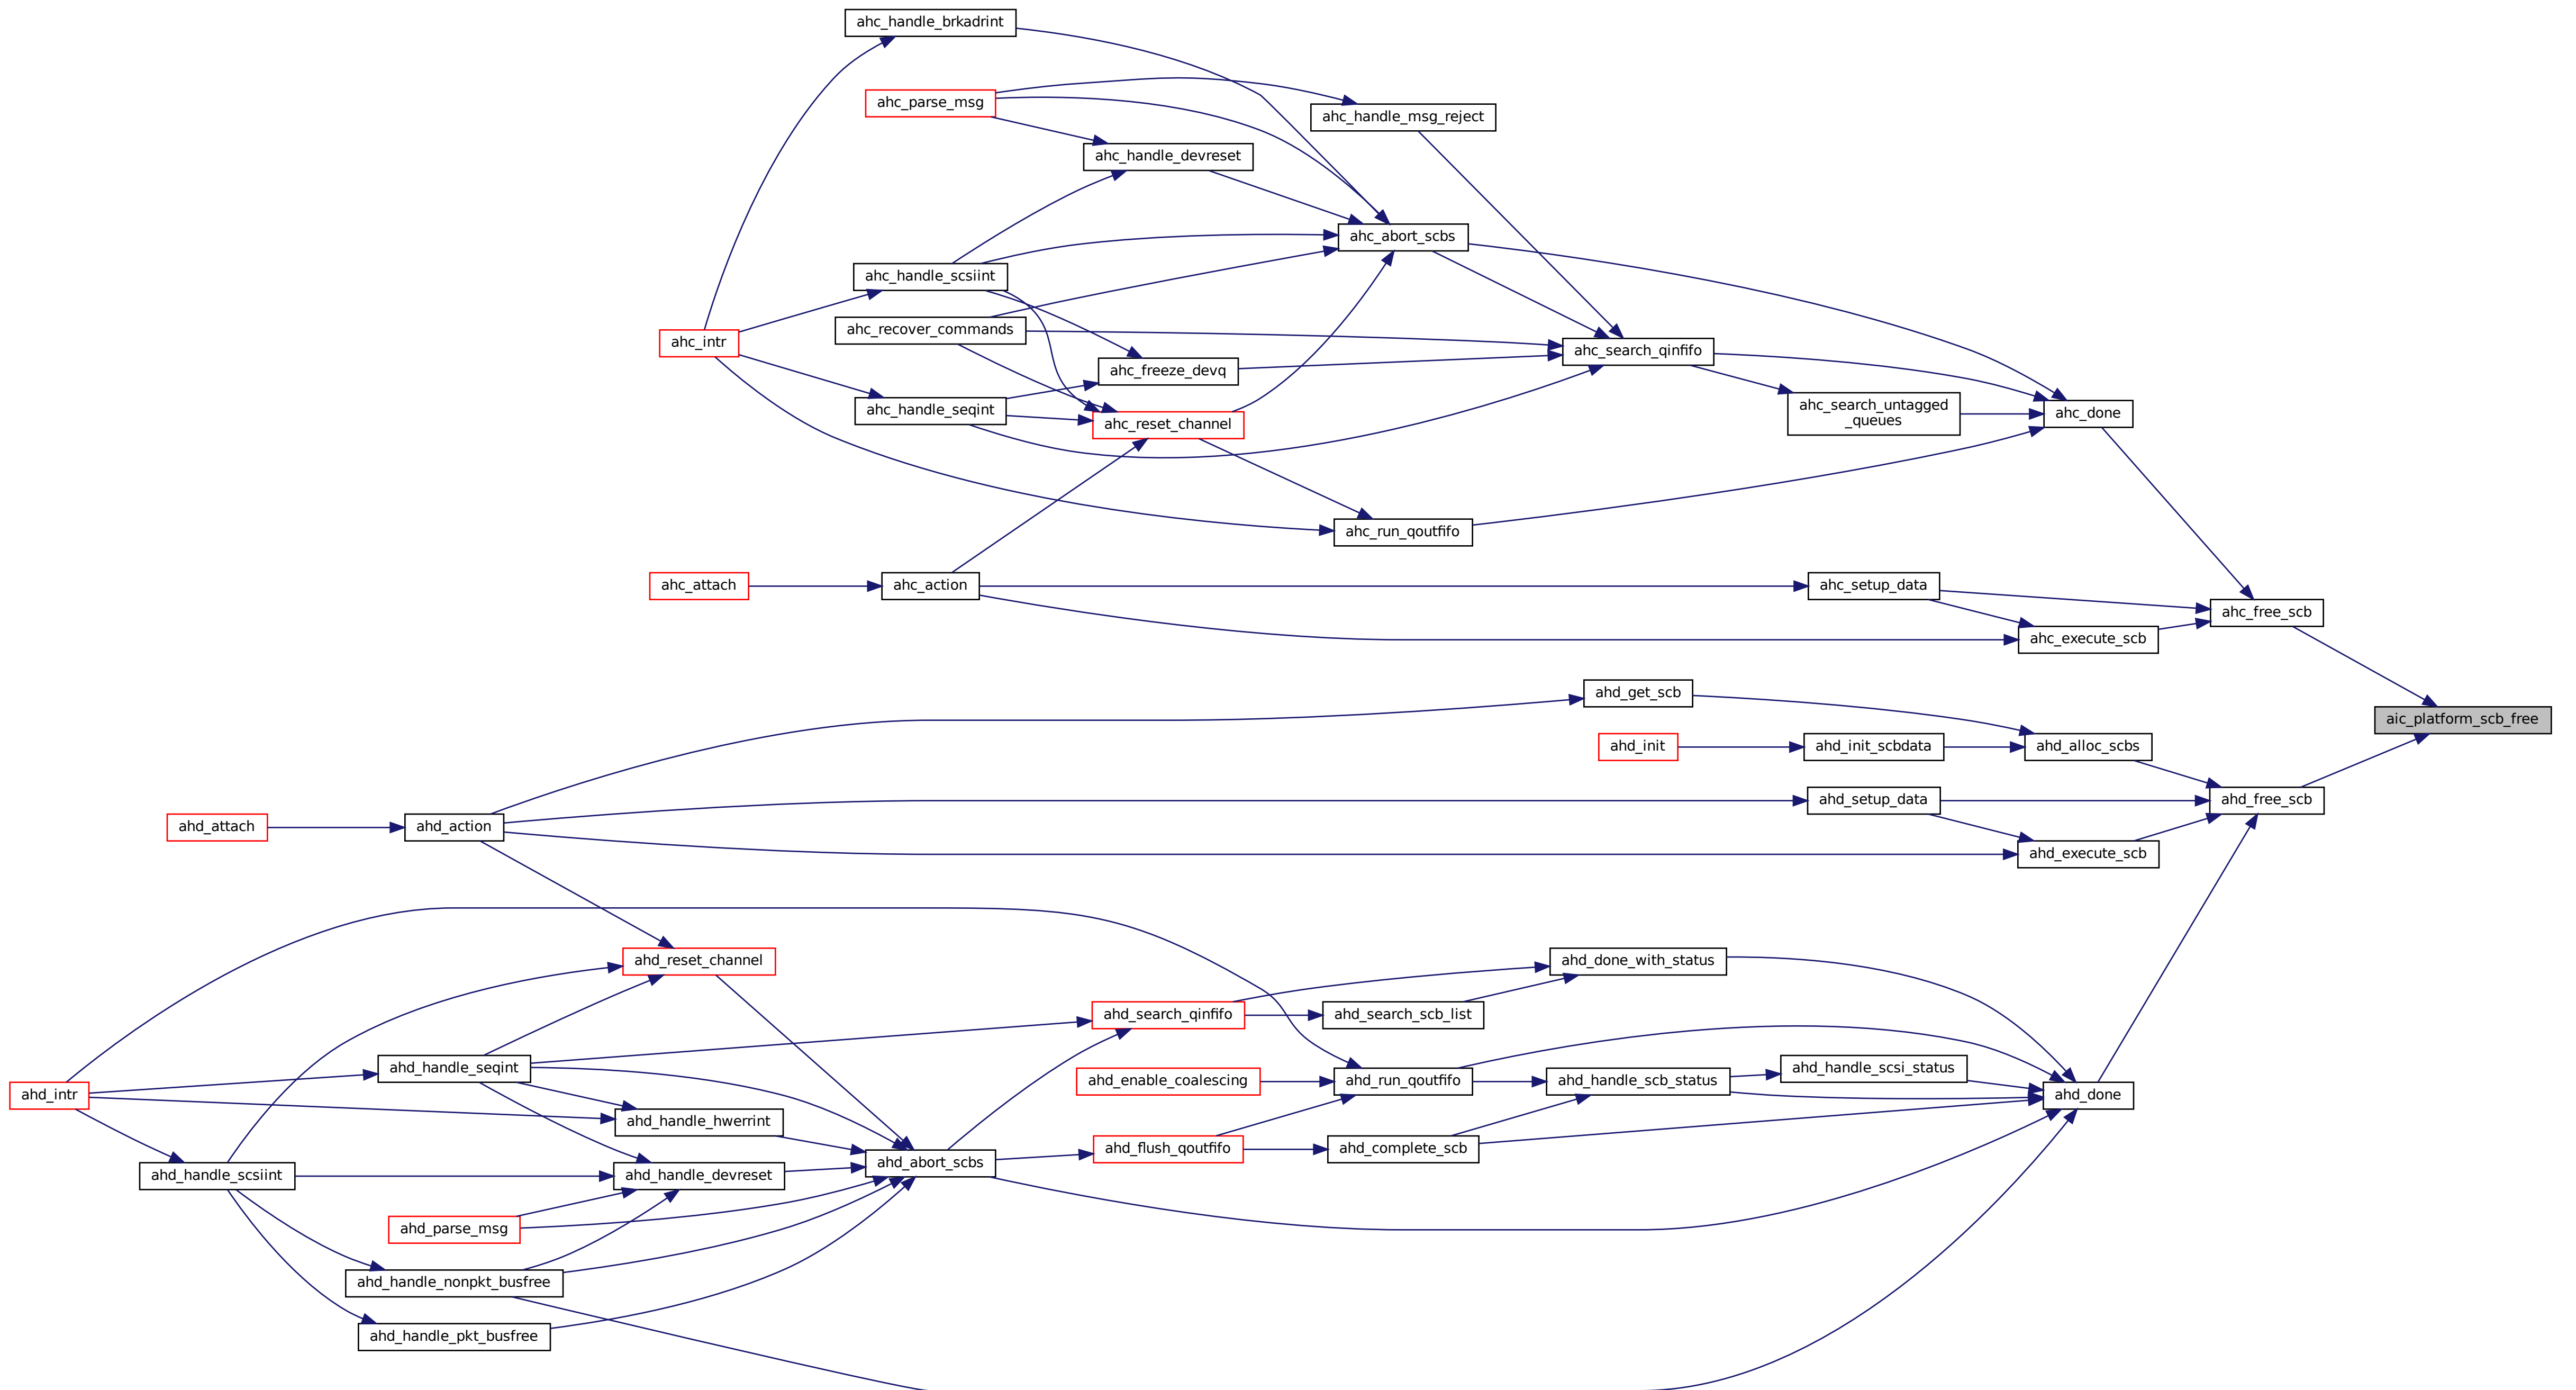 ahc_handle_brkadrint
ahc_parse_msg
ahc_handle_msg_reject
ahc_handle_devreset
ahc_abort_scbs
ahc_handle_scsiint
ahc_recover_commands
ahc_intr
ahc_search_qinfifo
ahc_freeze_devq
ahc_handle_seqint
ahc_search_untagged
_queues
ahc_done
ahc_reset_channel
ahc_run_qoutfifo
ahc_attach
ahc_action
ahc_setup_data
ahc_free_scb
ahc_execute_scb
ahd_get_scb
aic_platform_scb_free
ahd_init
ahd_init_scbdata
ahd_alloc_scbs
ahd_setup_data
ahd_free_scb
ahd_attach
ahd_action
ahd_execute_scb
ahd_reset_channel
ahd_done_with_status
ahd_search_qinfifo
ahd_search_scb_list
ahd_handle_seqint
ahd_handle_scsi_status
ahd_enable_coalescing
ahd_run_qoutfifo
ahd_handle_scb_status
ahd_intr
ahd_done
ahd_handle_hwerrint
ahd_flush_qoutfifo
ahd_complete_scb
ahd_abort_scbs
ahd_handle_scsiint
ahd_handle_devreset
ahd_parse_msg
ahd_handle_nonpkt_busfree
ahd_handle_pkt_busfree